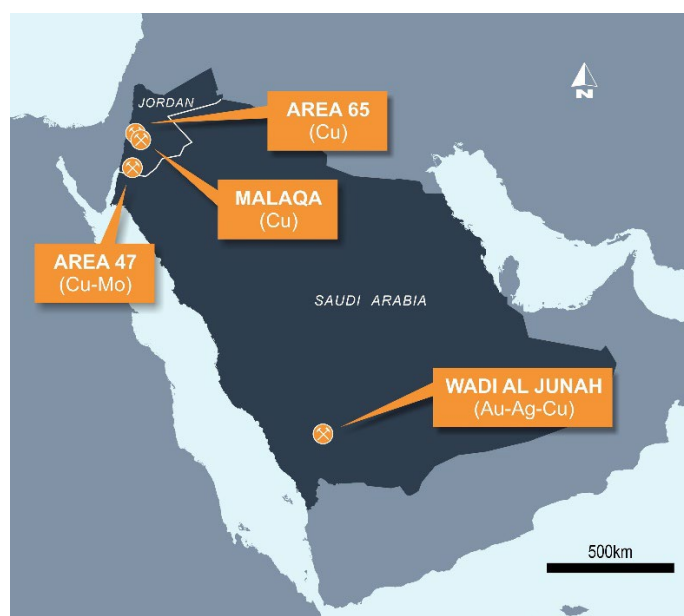 JORDAN
AREA 65
(Cu)
N
MALAQA
(Cu)
AREA 47
(Cu-Mo)
SAUDI ARABIA
WADI AL JUNAH
(Au-Ag-Cu)
500km